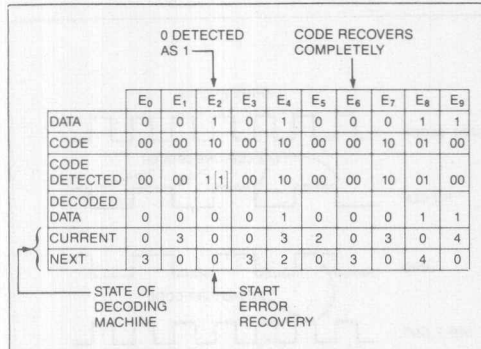 0 DETECTED AS 1
CODE RECOVERS COMPLETELY
E0 E1 E2 E3 E4 E5 E6 E7 E8 E9
DATA 0 0 1 0 1 0 0 0 1 1
CODE 00 00 10 00 10 00 00 10 01 00
CODE DETECTED 00 00 1[1] 00 10 00 00 10 01 00
DECODED DATA 0 0 0 0 1 0 0 0 1 1
CURRENT 0 3 0 0 3 2 0 3 0 4
NEXT 3 0 0 3 2 0 3 0 4 0
STATE OF DECODING MACHINE
START ERROR RECOVERY